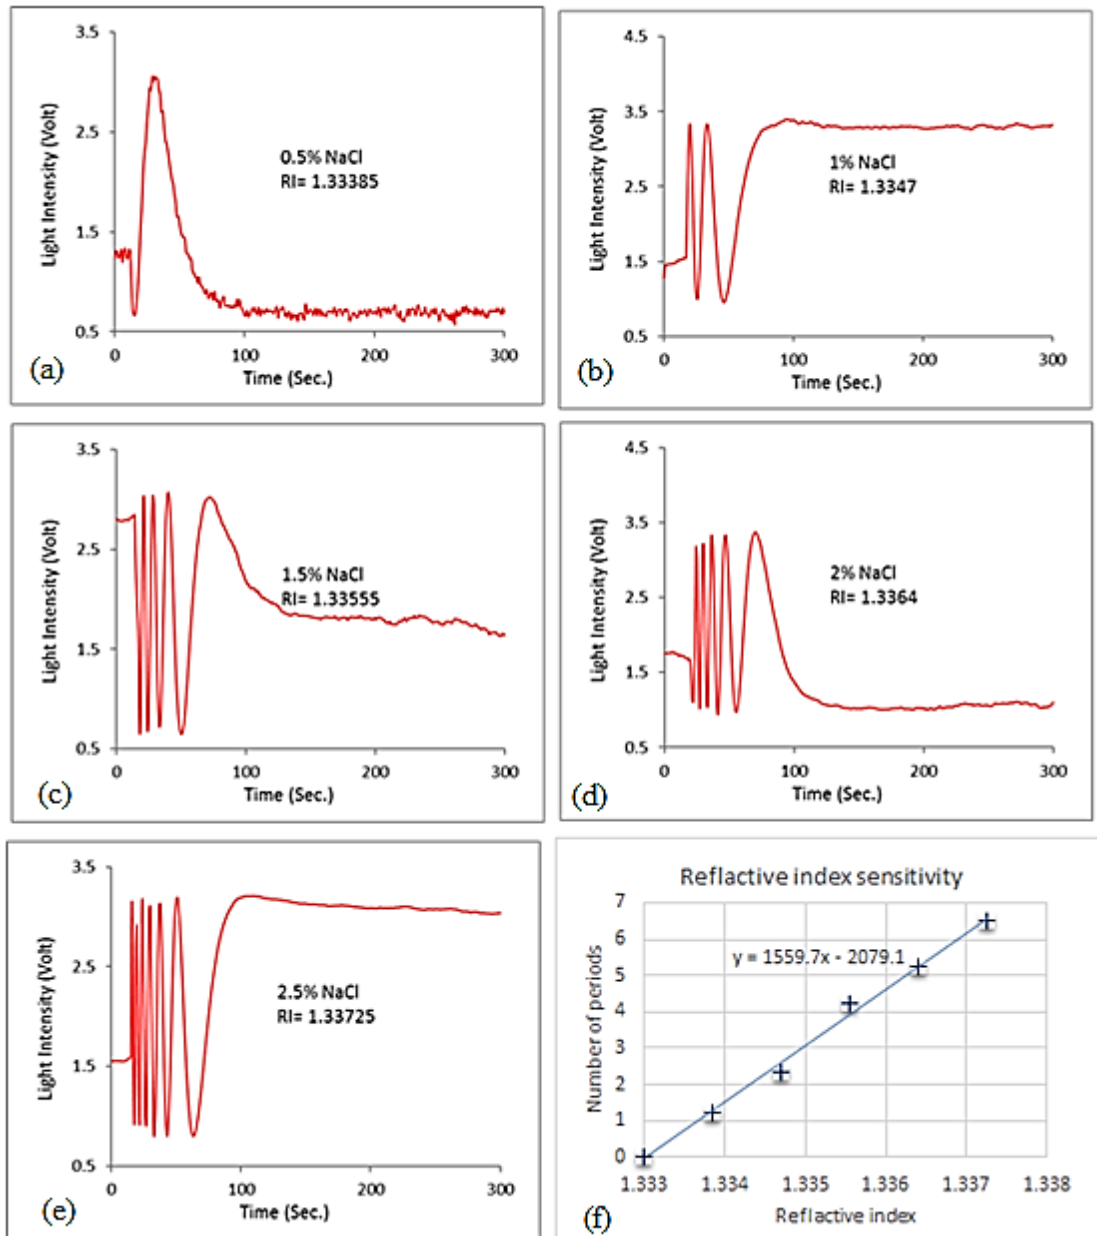 3.5
2.5
1.5
0.5
Light Intensity (Volt)
0.5% NaCl
RI= 1.33385
0
100
200
300
Time (Sec.)
(a)
4.5
3.5
2.5
1.5
0.5
Light Intensity (Volt)
1% NaCl
RI= 1.3347
0
100
200
300
Time (Sec.)
(b)
3.5
2.5
1.5
0.5
Light Intensity (Volt)
1.5% NaCl
RI= 1.33555
0
100
200
300
Time (Sec.)
(c)
4.5
3.5
2.5
1.5
0.5
Light Intensity (Volt)
2% NaCl
RI= 1.3364
0
100
200
300
Time (Sec.)
(d)
3.5
2.5
1.5
0.5
Light Intensity (Volt)
2.5% NaCl
RI= 1.33725
0
100
200
300
Time (Sec.)
(e)
Reflactive index sensitivity
7
6
5
4
3
2
1
0
Number of periods
y = 1559.7x - 2079.1
1.333
1.334
1.335
1.336
1.337
1.338
Reflactive index
(f)